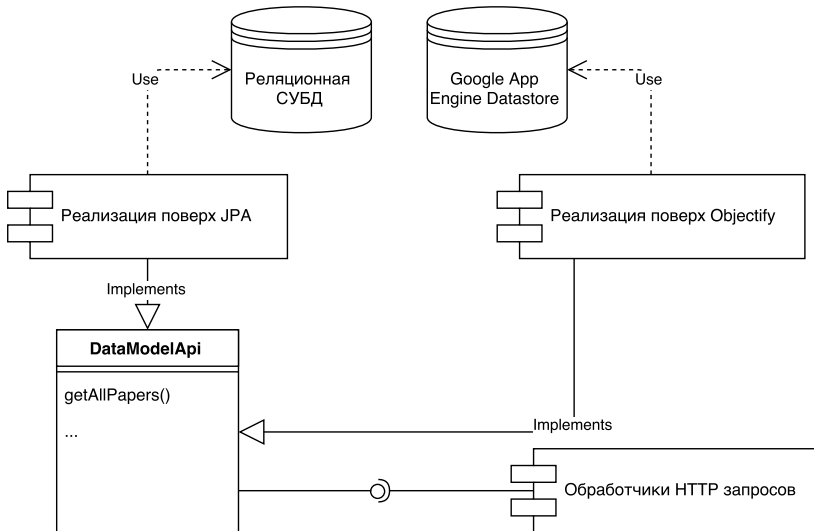 Use
Реляционная
СУБД
Google App
Engine Datastore
Use
Реализация поверх JPA
Реализация поверх Objectify
Implements
DataModelApi
getAllPapers()
...
Implements
Обработчики HTTP запросов